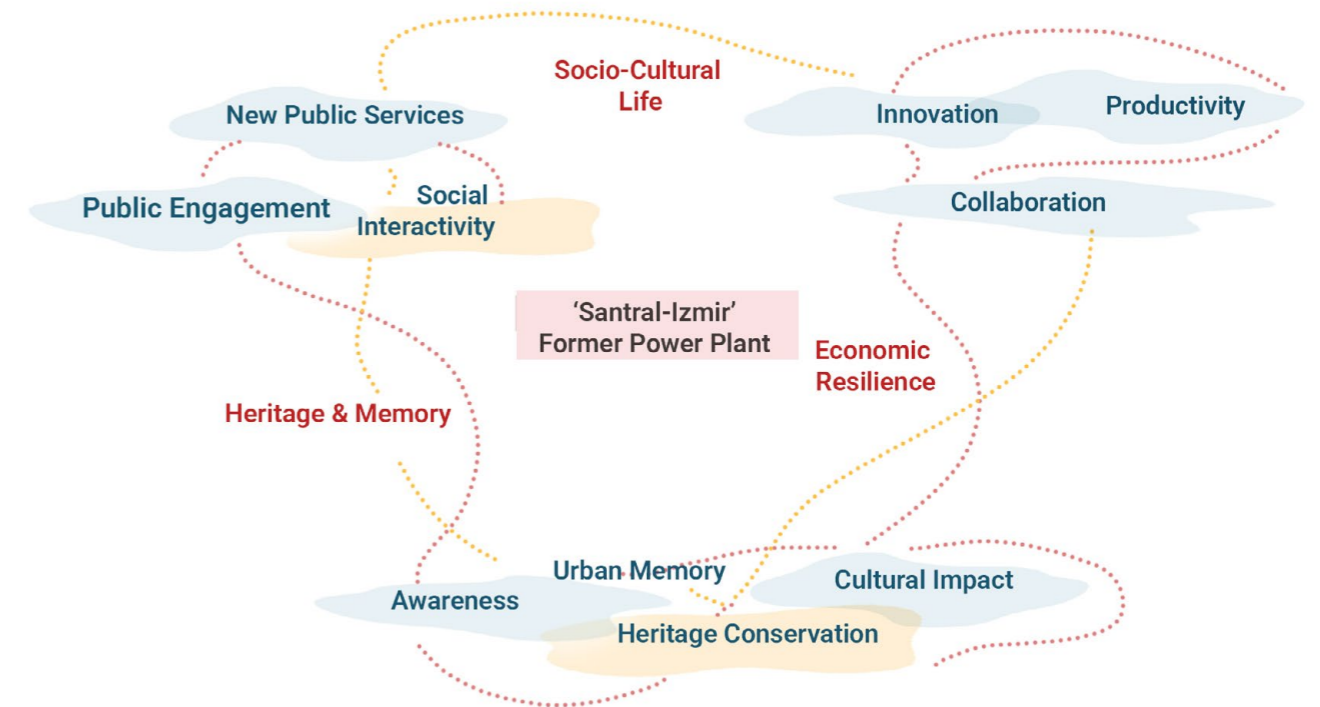 Socio-Cultural
Life
New Public Services
Innovation
Productivity
Public Engagement
Social
Interactivity
Collaboration
‘Santral-Izmir’
Former Power Plant
Economic
Resilience
Heritage & Memory
Urban Memory
Cultural Impact
Awareness
Heritage Conservation